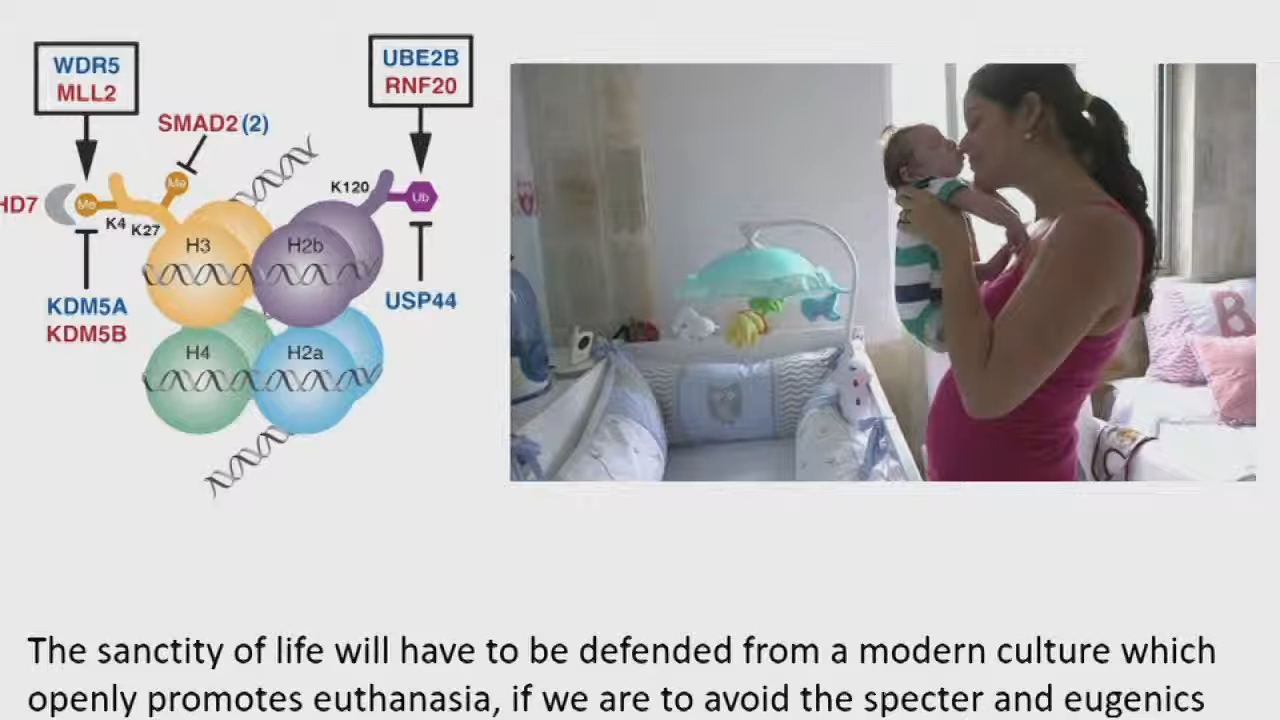 WDR5
MLL2
UBE2B
RNF20
SMAD2(2)
HD7
Me
Me
K4
K27
K120
Ub
H3
H2b
KDM5A
KDM5B
USP44
H4
H2a
B
The sanctity of life will have to be defended from a modern culture which
openly promotes euthanasia, if we are to avoid the specter and eugenics